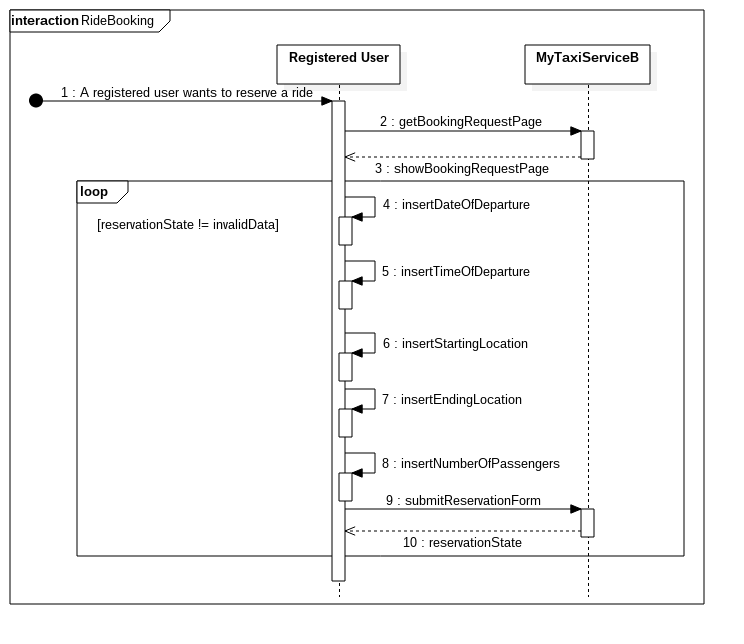 interaction RideBooking
Registered User
MyTaxiServiceB
1 : A registered user wants to reserve a ride
2 : getBookingRequestPage
3 : showBookingRequestPage
loop
4 : insertDateOfDeparture
[reservationState != invalidData]
5 : insertTimeOfDeparture
6 : insertStartingLocation
7 : insertEndingLocation
8 : insertNumberOfPassengers
9 : submitReservationForm
10 : reservationState